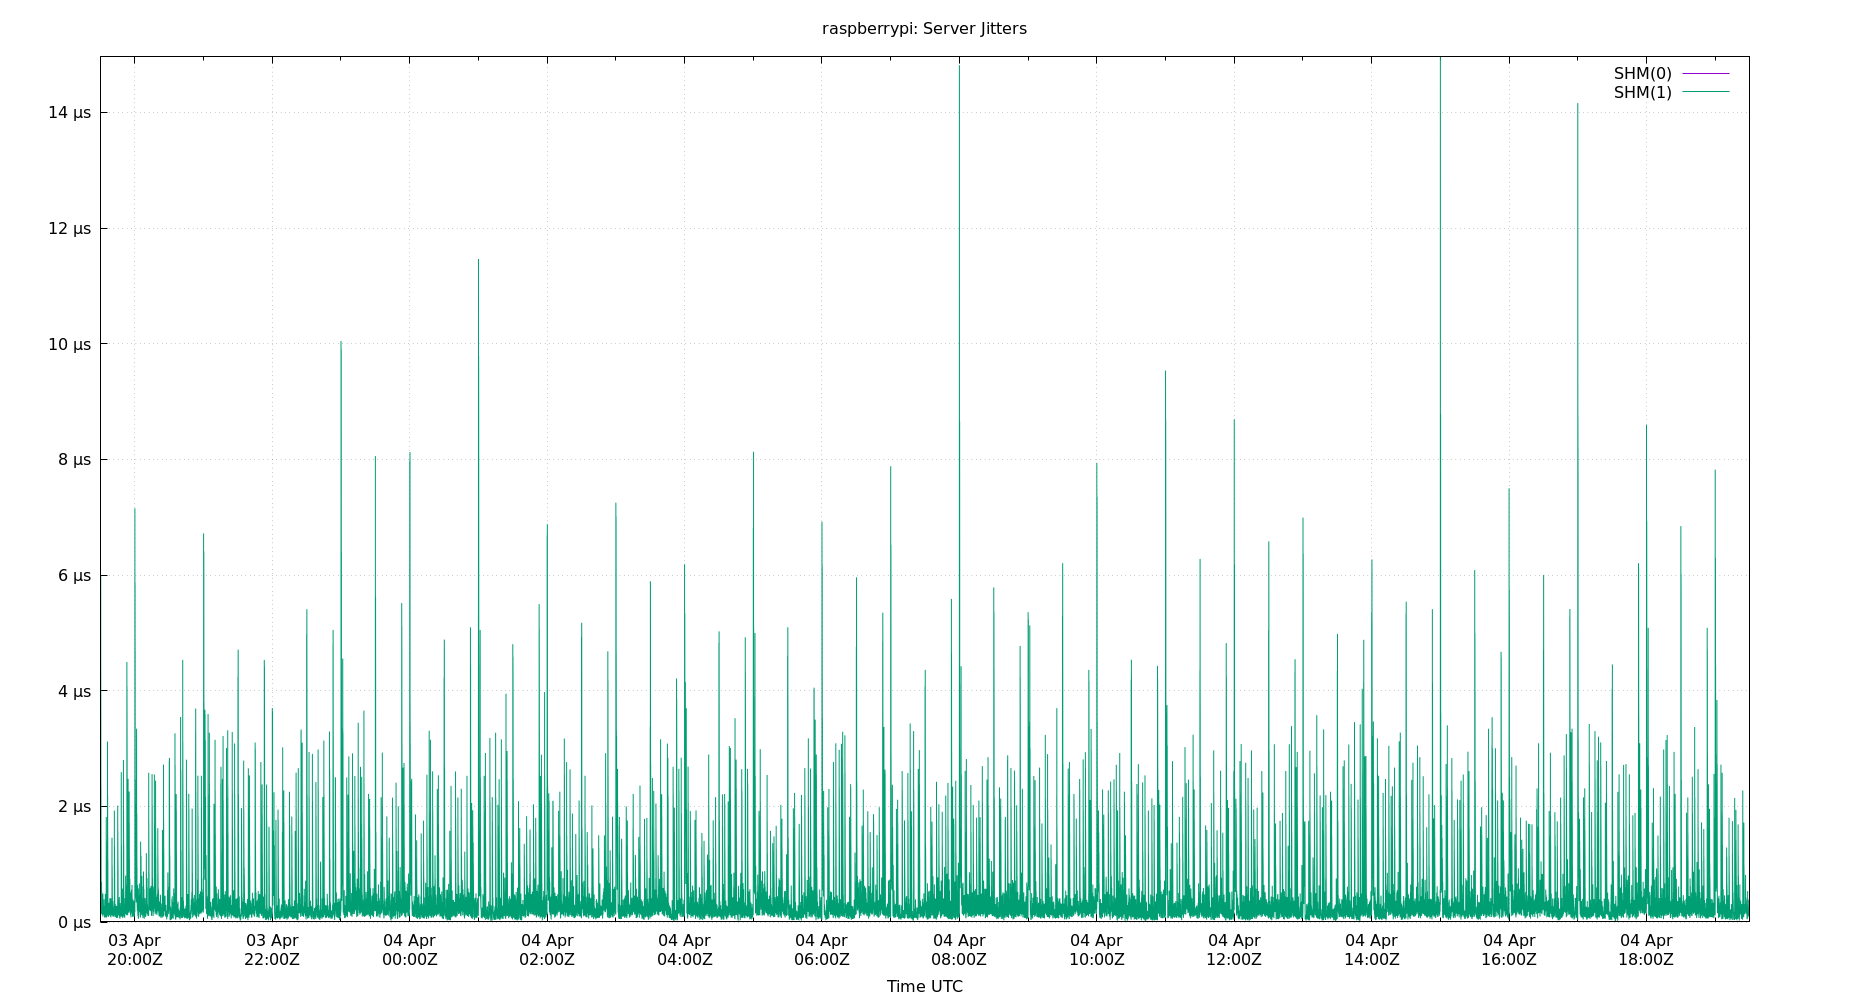 raspberrypi: Server Jitters
SHM(0)
SHM(1)
14 µs
12 µs
10 µs
8 µs
6 µs
4 µs
2 µs
0 µs
03 Apr 03 Apr 04 Apr 04 Apr 04 Apr 04 Apr 04 Apr 04 Apr 04 Apr 04 Apr 04 Apr 04 Apr
20:00Z 22:00Z 00:00Z 02:00Z 04:00Z 06:00Z 08:00Z 10:00Z 12:00Z 14:00Z 16:00Z 18:00Z
Time UTC